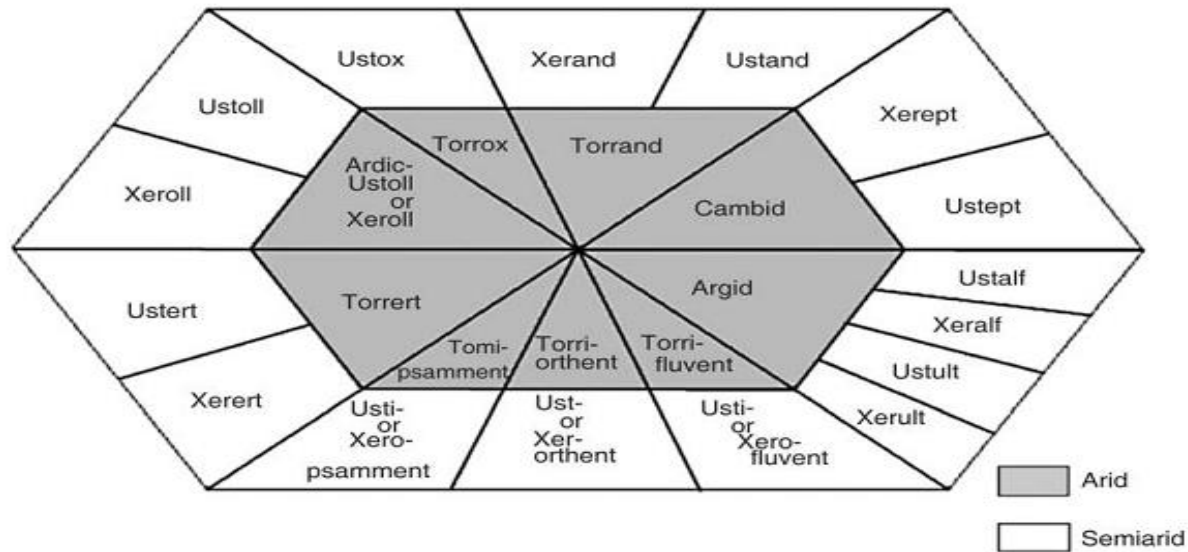 Ustox
Xerand
Ustand
Ustoll
Xerept
Torrox
Torrand
Ardic-
Ustoll
or
Xeroll
Xeroll
Cambid
Ustept
Torrert
Argid
Ustalf
Ustert
Xeralf
Tomi-
psamment
Torri-
orthent
Torri-
fluvent
Ustult
Xerert
Xerult
Usti-
or
Xero-
psamment
Ust-
or
Xer-
orthent
Usti-
or
Xero-
fluvent
Arid
Semiarid